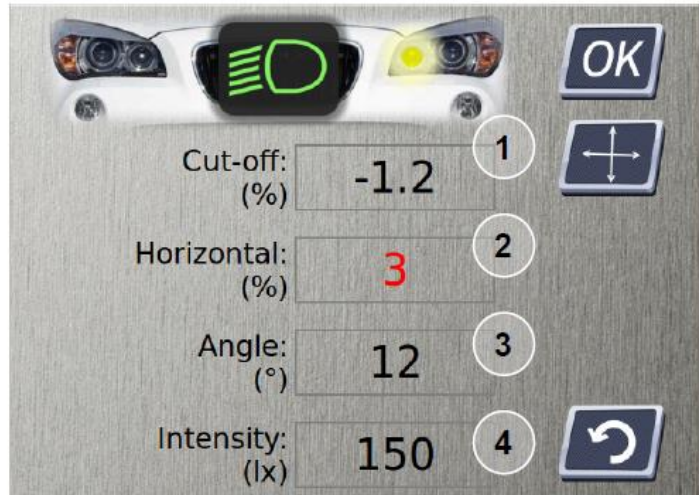 OK
Cut-off:
(%)
-1.2
1
Horizontal:
(%)
3
2
Angle:
(°)
12
3
Intensity:
(lx)
150
4